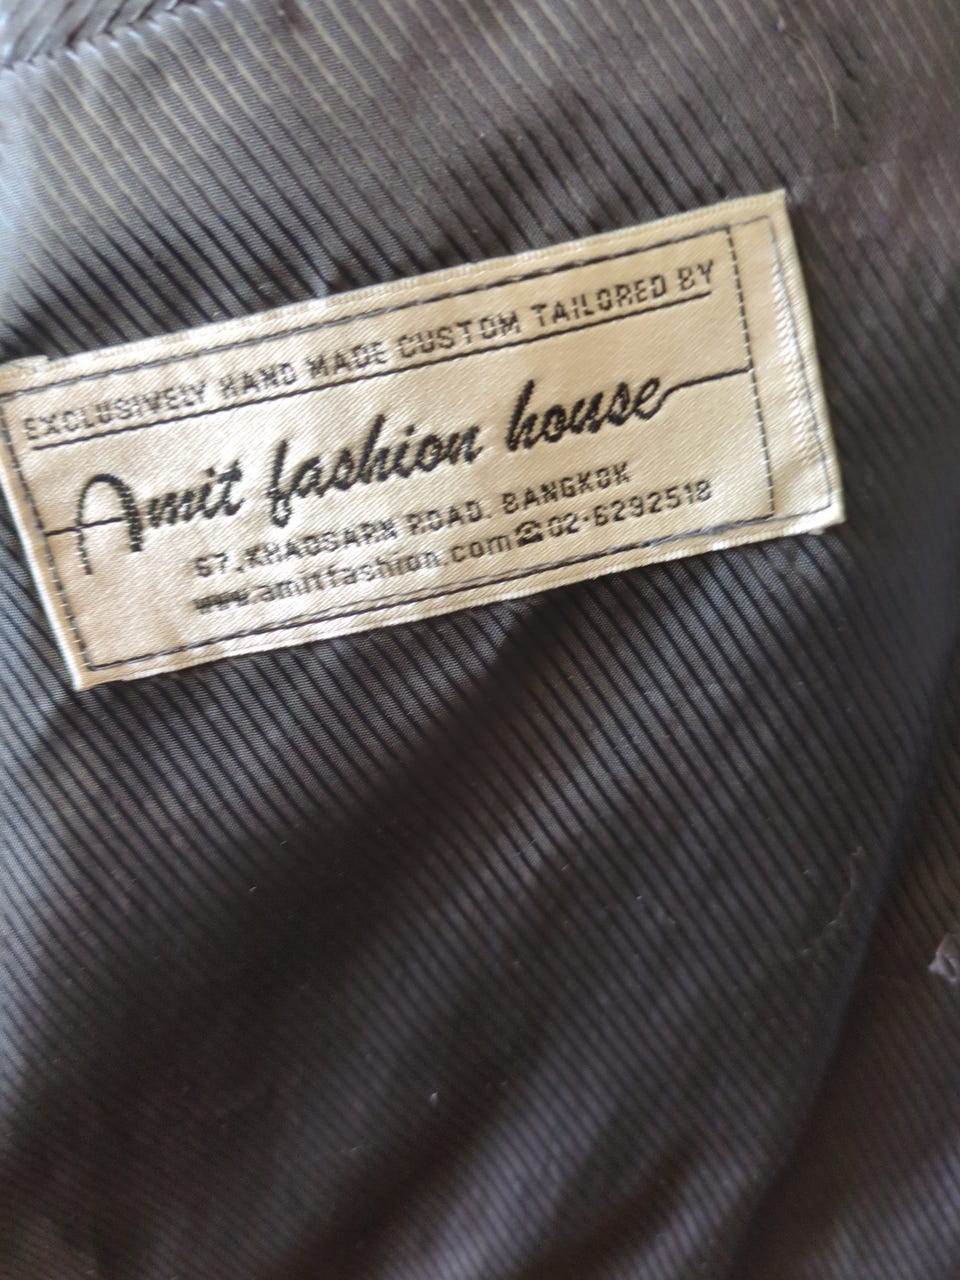 EXCLUSIVELY HAND MADE CUSTOM TAILORED BY
Amit fashion house
57, KHAOSARN ROAD. BANGKOK
www.amitfashion.com ☎ 02-6292518